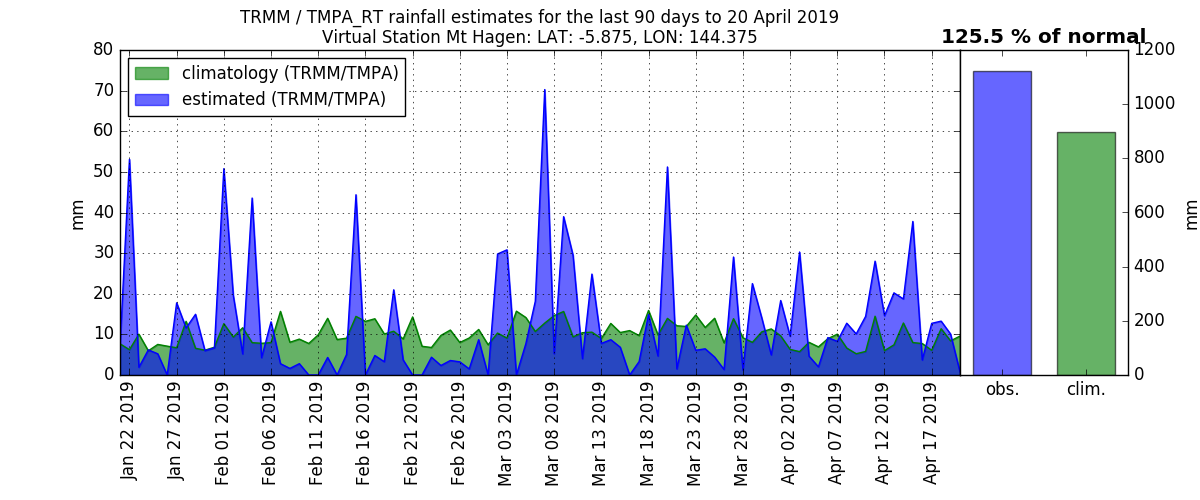 TRMM / TMPA_RT rainfall estimates for the last 90 days to 20 April 2019
Virtual Station Mt Hagen: LAT: -5.875, LON: 144.375
125.5 % of normal
climatology (TRMM/TMPA)
estimated (TRMM/TMPA)
mm
80
70
60
50
40
30
20
10
0
Jan 22 2019
Jan 27 2019
Feb 01 2019
Feb 06 2019
Feb 11 2019
Feb 16 2019
Feb 21 2019
Feb 26 2019
Mar 03 2019
Mar 08 2019
Mar 13 2019
Mar 18 2019
Mar 23 2019
Mar 28 2019
Apr 02 2019
Apr 07 2019
Apr 12 2019
Apr 17 2019
obs.
clim.
1200
1000
800
600
400
200
0
mm